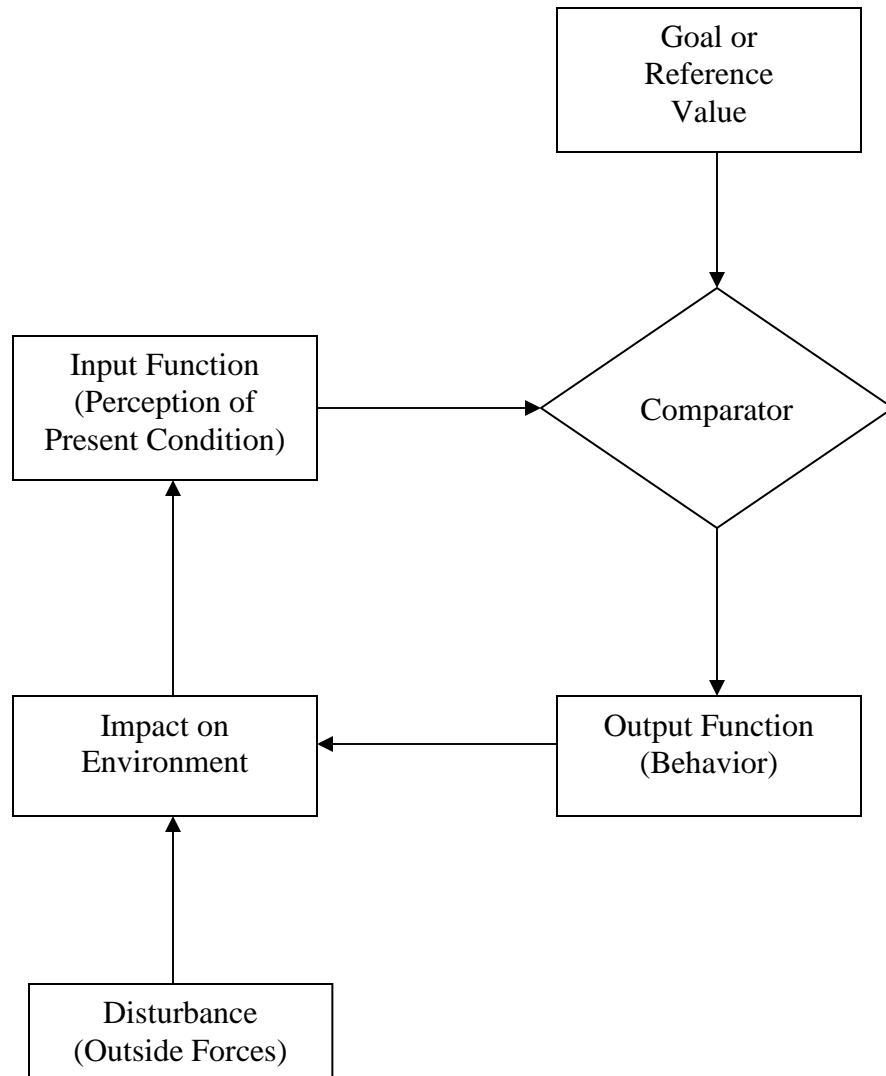 Goal or
Reference
Value
Input Function
(Perception of
Present Condition)
Comparator
Impact on
Environment
Output Function
(Behavior)
Disturbance
(Outside Forces)